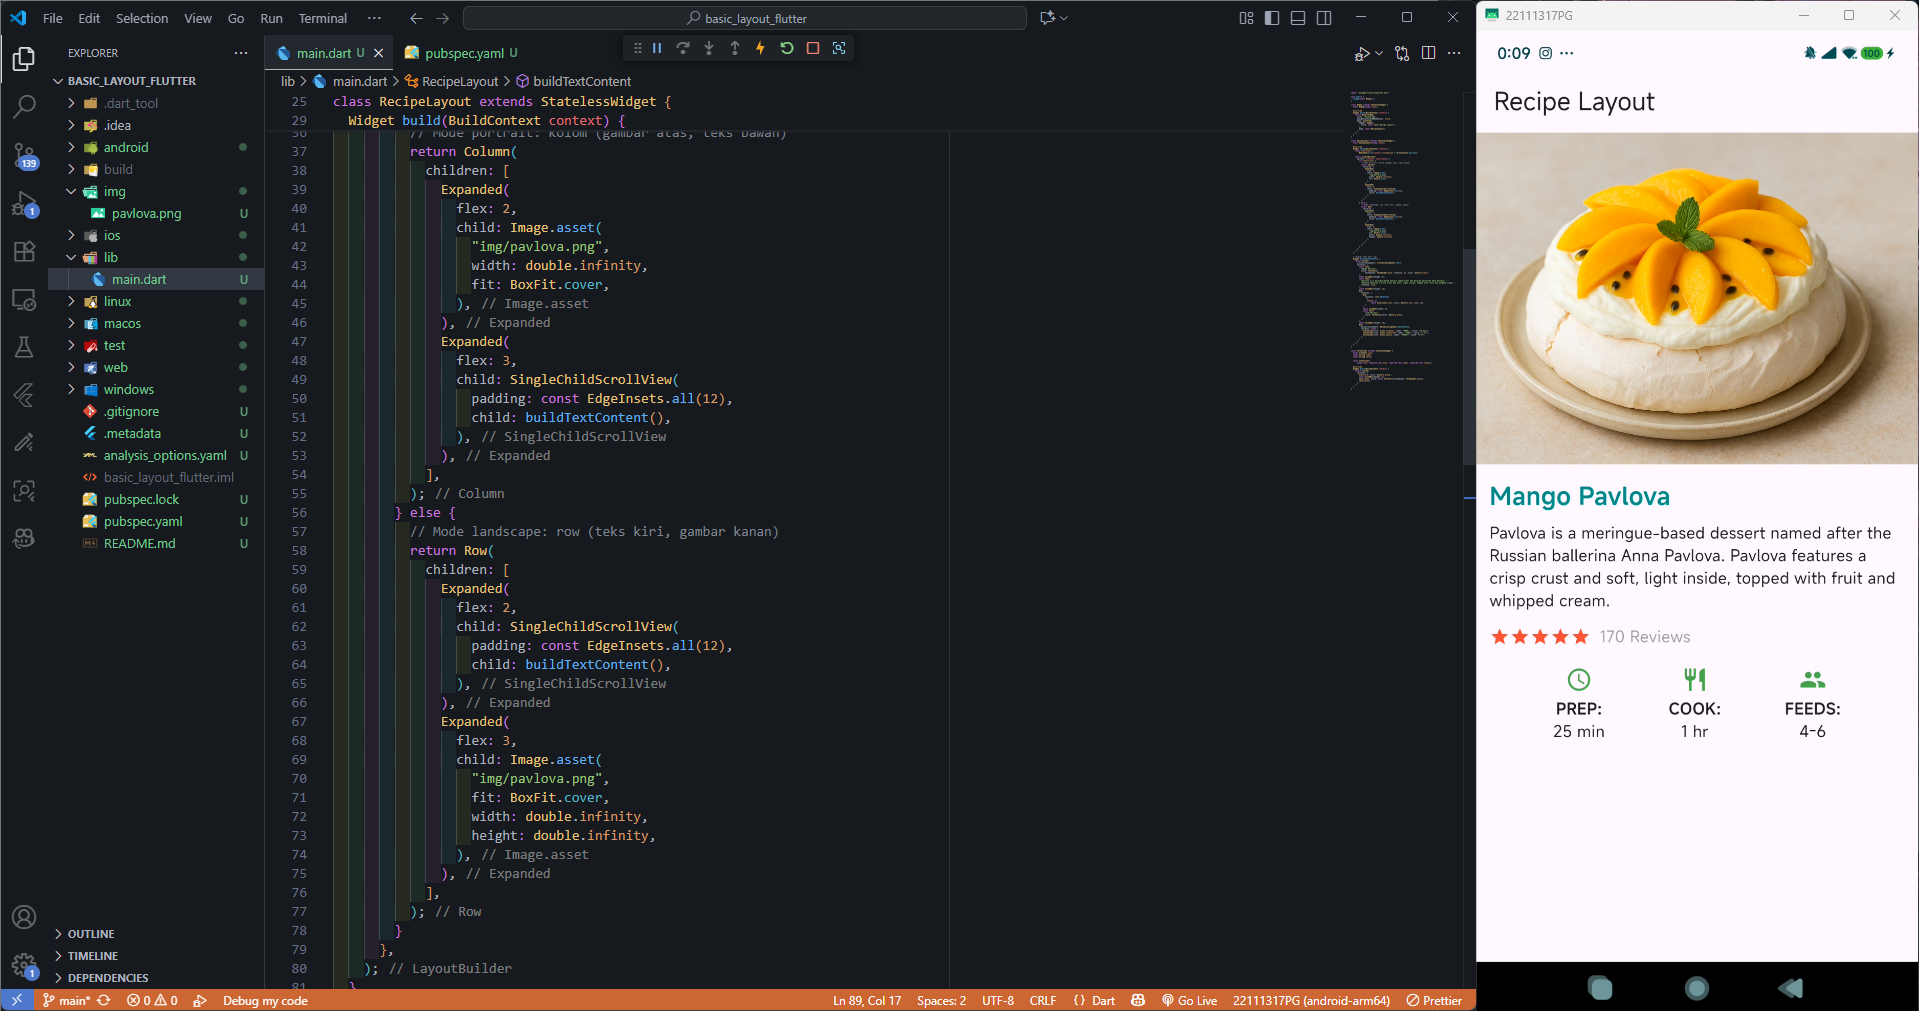 File Edit Selection View Go Run Terminal ··· basic_layout_flutter
EXPLORER ···
BASIC_LAYOUT_FLUTTER
.dart_tool
.idea
android
build
img
pavlova.png U
ios
lib
main.dart U
linux
macos
test
web
windows
.gitignore U
.metadata U
analysis_options.yaml U
basic_layout_flutter.iml
pubspec.lock U
pubspec.yaml U
README.md U
OUTLINE
TIMELINE
DEPENDENCIES
139
1
1
main.dart U
pubspec.yaml U
lib > main.dart > RecipeLayout > buildTextContent
25 class RecipeLayout extends StatelessWidget {
29 Widget build(BuildContext context) {
36 // Mode portrait: kolom (gambar atas, teks bawah)
37 return Column(
38 children: [
39 Expanded(
40 flex: 2,
41 child: Image.asset(
42 "img/pavlova.png",
43 width: double.infinity,
44 fit: BoxFit.cover,
45 ), // Image.asset
46 ), // Expanded
47 Expanded(
48 flex: 3,
49 child: SingleChildScrollView(
50 padding: const EdgeInsets.all(12),
51 child: buildTextContent(),
52 ), // SingleChildScrollView
53 ), // Expanded
54 ],
55 ); // Column
56 } else {
57 // Mode landscape: row (teks kiri, gambar kanan)
58 return Row(
59 children: [
60 Expanded(
61 flex: 2,
62 child: SingleChildScrollView(
63 padding: const EdgeInsets.all(12),
64 child: buildTextContent(),
65 ), // SingleChildScrollView
66 ), // Expanded
67 Expanded(
68 flex: 3,
69 child: Image.asset(
70 "img/pavlova.png",
71 fit: BoxFit.cover,
72 width: double.infinity,
73 height: double.infinity,
74 ), // Image.asset
75 ), // Expanded
76 ],
77 ); // Row
78 }
79 },
80 ); // LayoutBuilder
81 }
main* 0 0 Debug my code Ln 89, Col 17 Spaces: 2 UTF-8 CRLF {} Dart Go Live 22111317PG (android-arm64) Prettier
22111317PG
0:09 ··· 100
Recipe Layout
Mango Pavlova
Pavlova is a meringue-based dessert named after the
Russian ballerina Anna Pavlova. Pavlova features a
crisp crust and soft, light inside, topped with fruit and
whipped cream.
170 Reviews
PREP: COOK: FEEDS:
25 min 1 hr 4-6